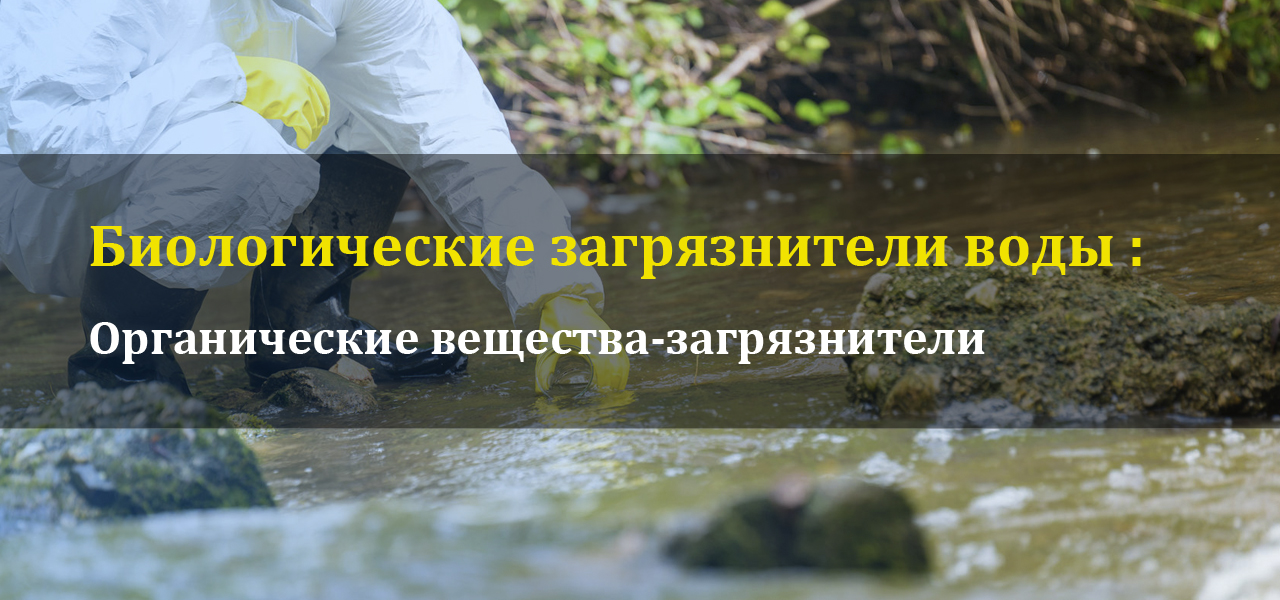 Биологические загрязнители воды :
Органические вещества-загрязнители